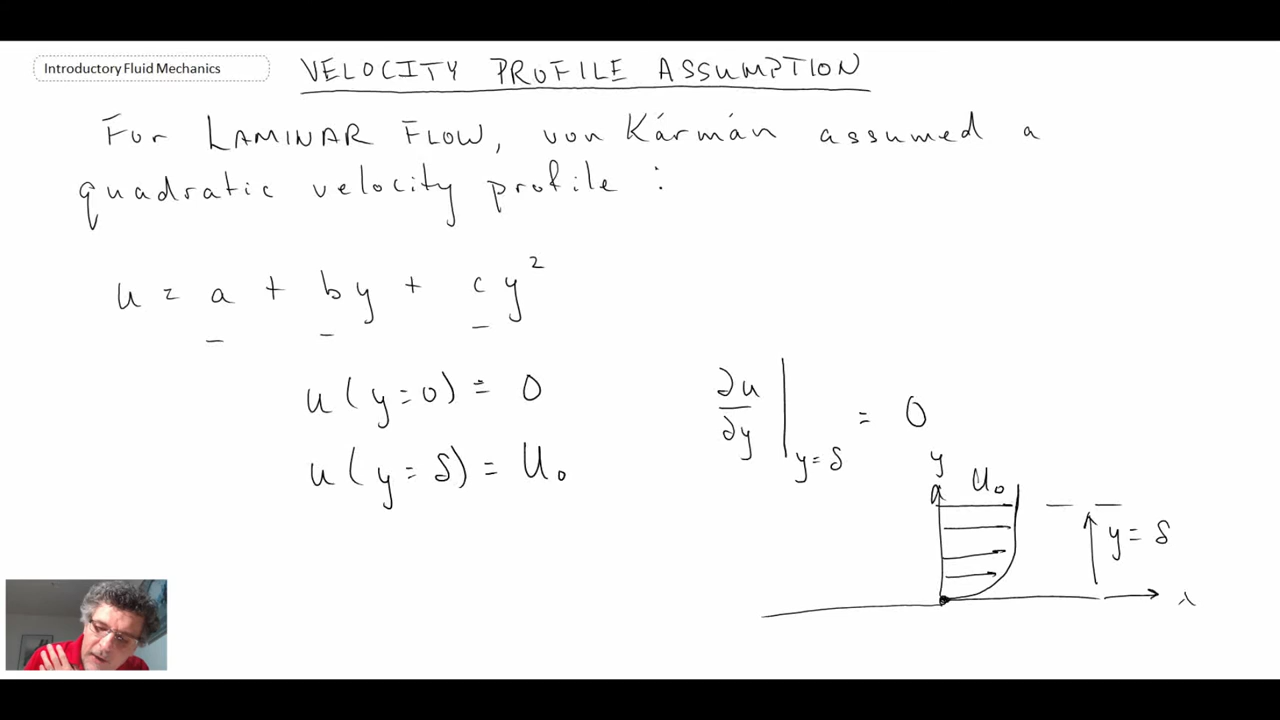 Introductory Fluid Mechanics
VELOCITY PROFILE ASSUMPTION
For LAMINAR FLOW, von Kármán assumed a
quadratic velocity profile :
u = a + by + cy²
u(y=0) = 0
u(y=δ) = U₀
∂u/∂y |y=δ = 0
y
U₀
y=δ
x